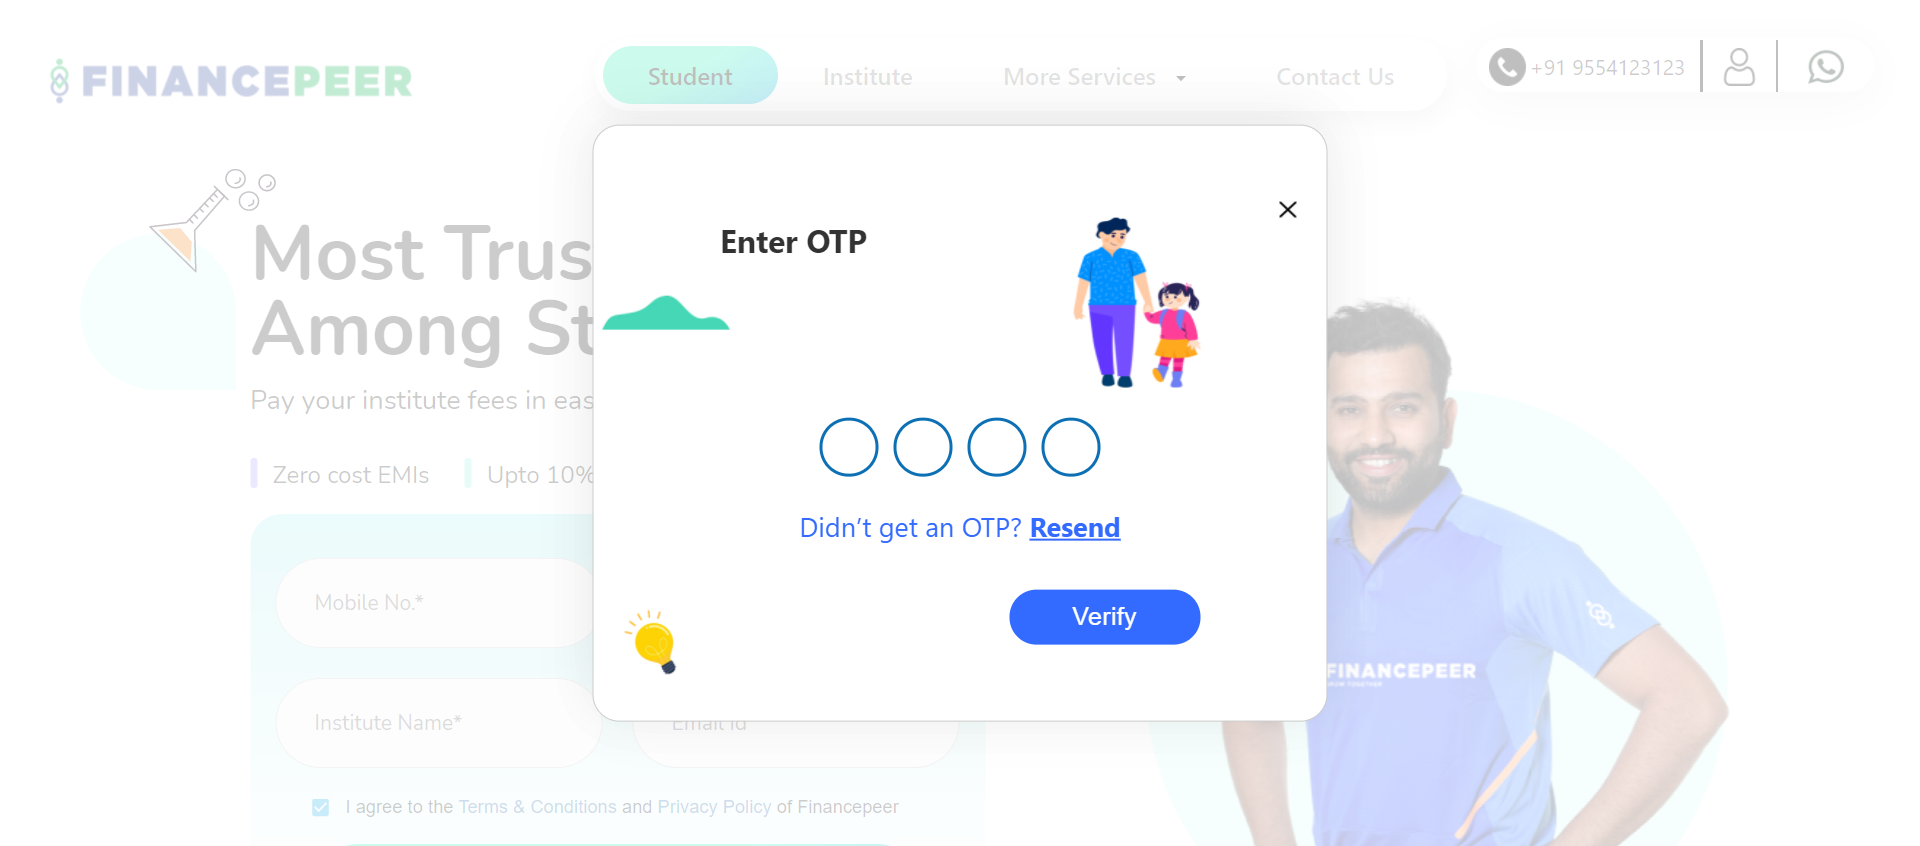 FINANCEPEER
Student
Institute
More Services
Contact Us
+91 9554123123
Most Trus
Among St
Pay your institute fees in eas
Zero cost EMIs
Upto 10%
Enter OTP
Didn’t get an OTP? Resend
Verify
Mobile No.*
Institute Name*
Email Id
I agree to the Terms & Conditions and Privacy Policy of Financepeer
FINANCEPEER
GROW TOGETHER